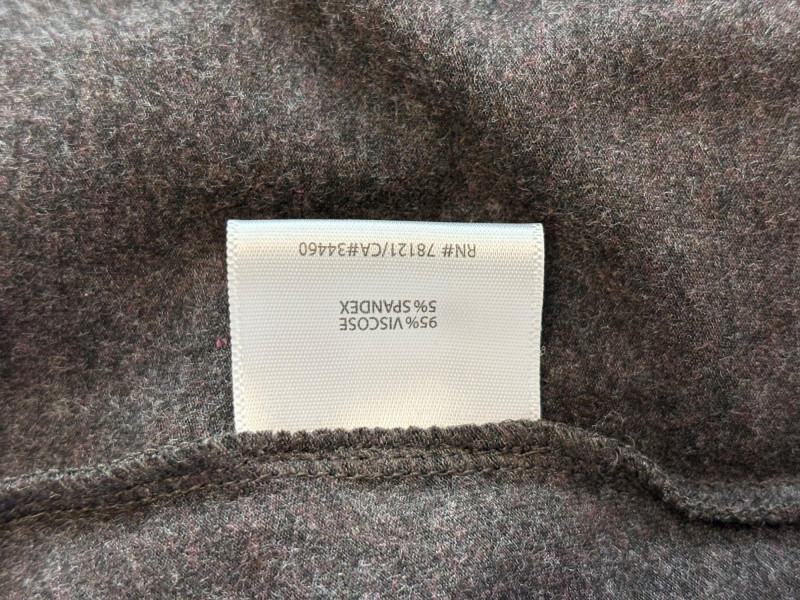 95% VISCOSE
5% SPANDEX
RN# 78121/CA#34460